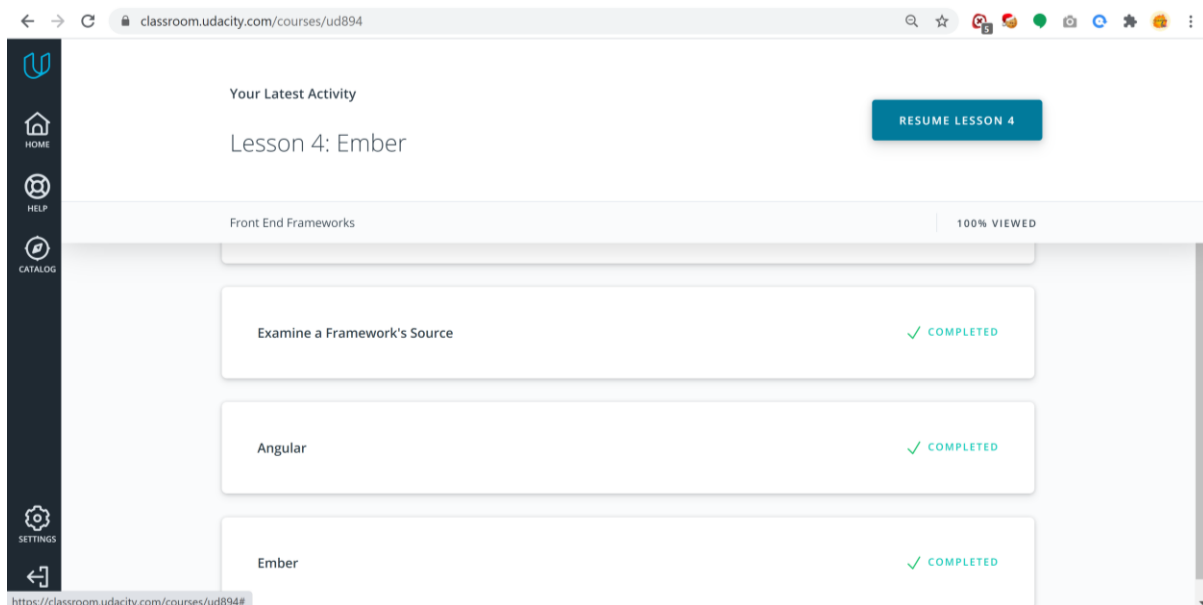 classroom.udacity.com/courses/ud894
5
Your Latest Activity
RESUME LESSON 4
Lesson 4: Ember
HOME
HELP
Front End Frameworks
100% VIEWED
CATALOG
Examine a Framework's Source
COMPLETED
Angular
COMPLETED
SETTINGS
Ember
COMPLETED
https://classroom.udacity.com/courses/ud894#